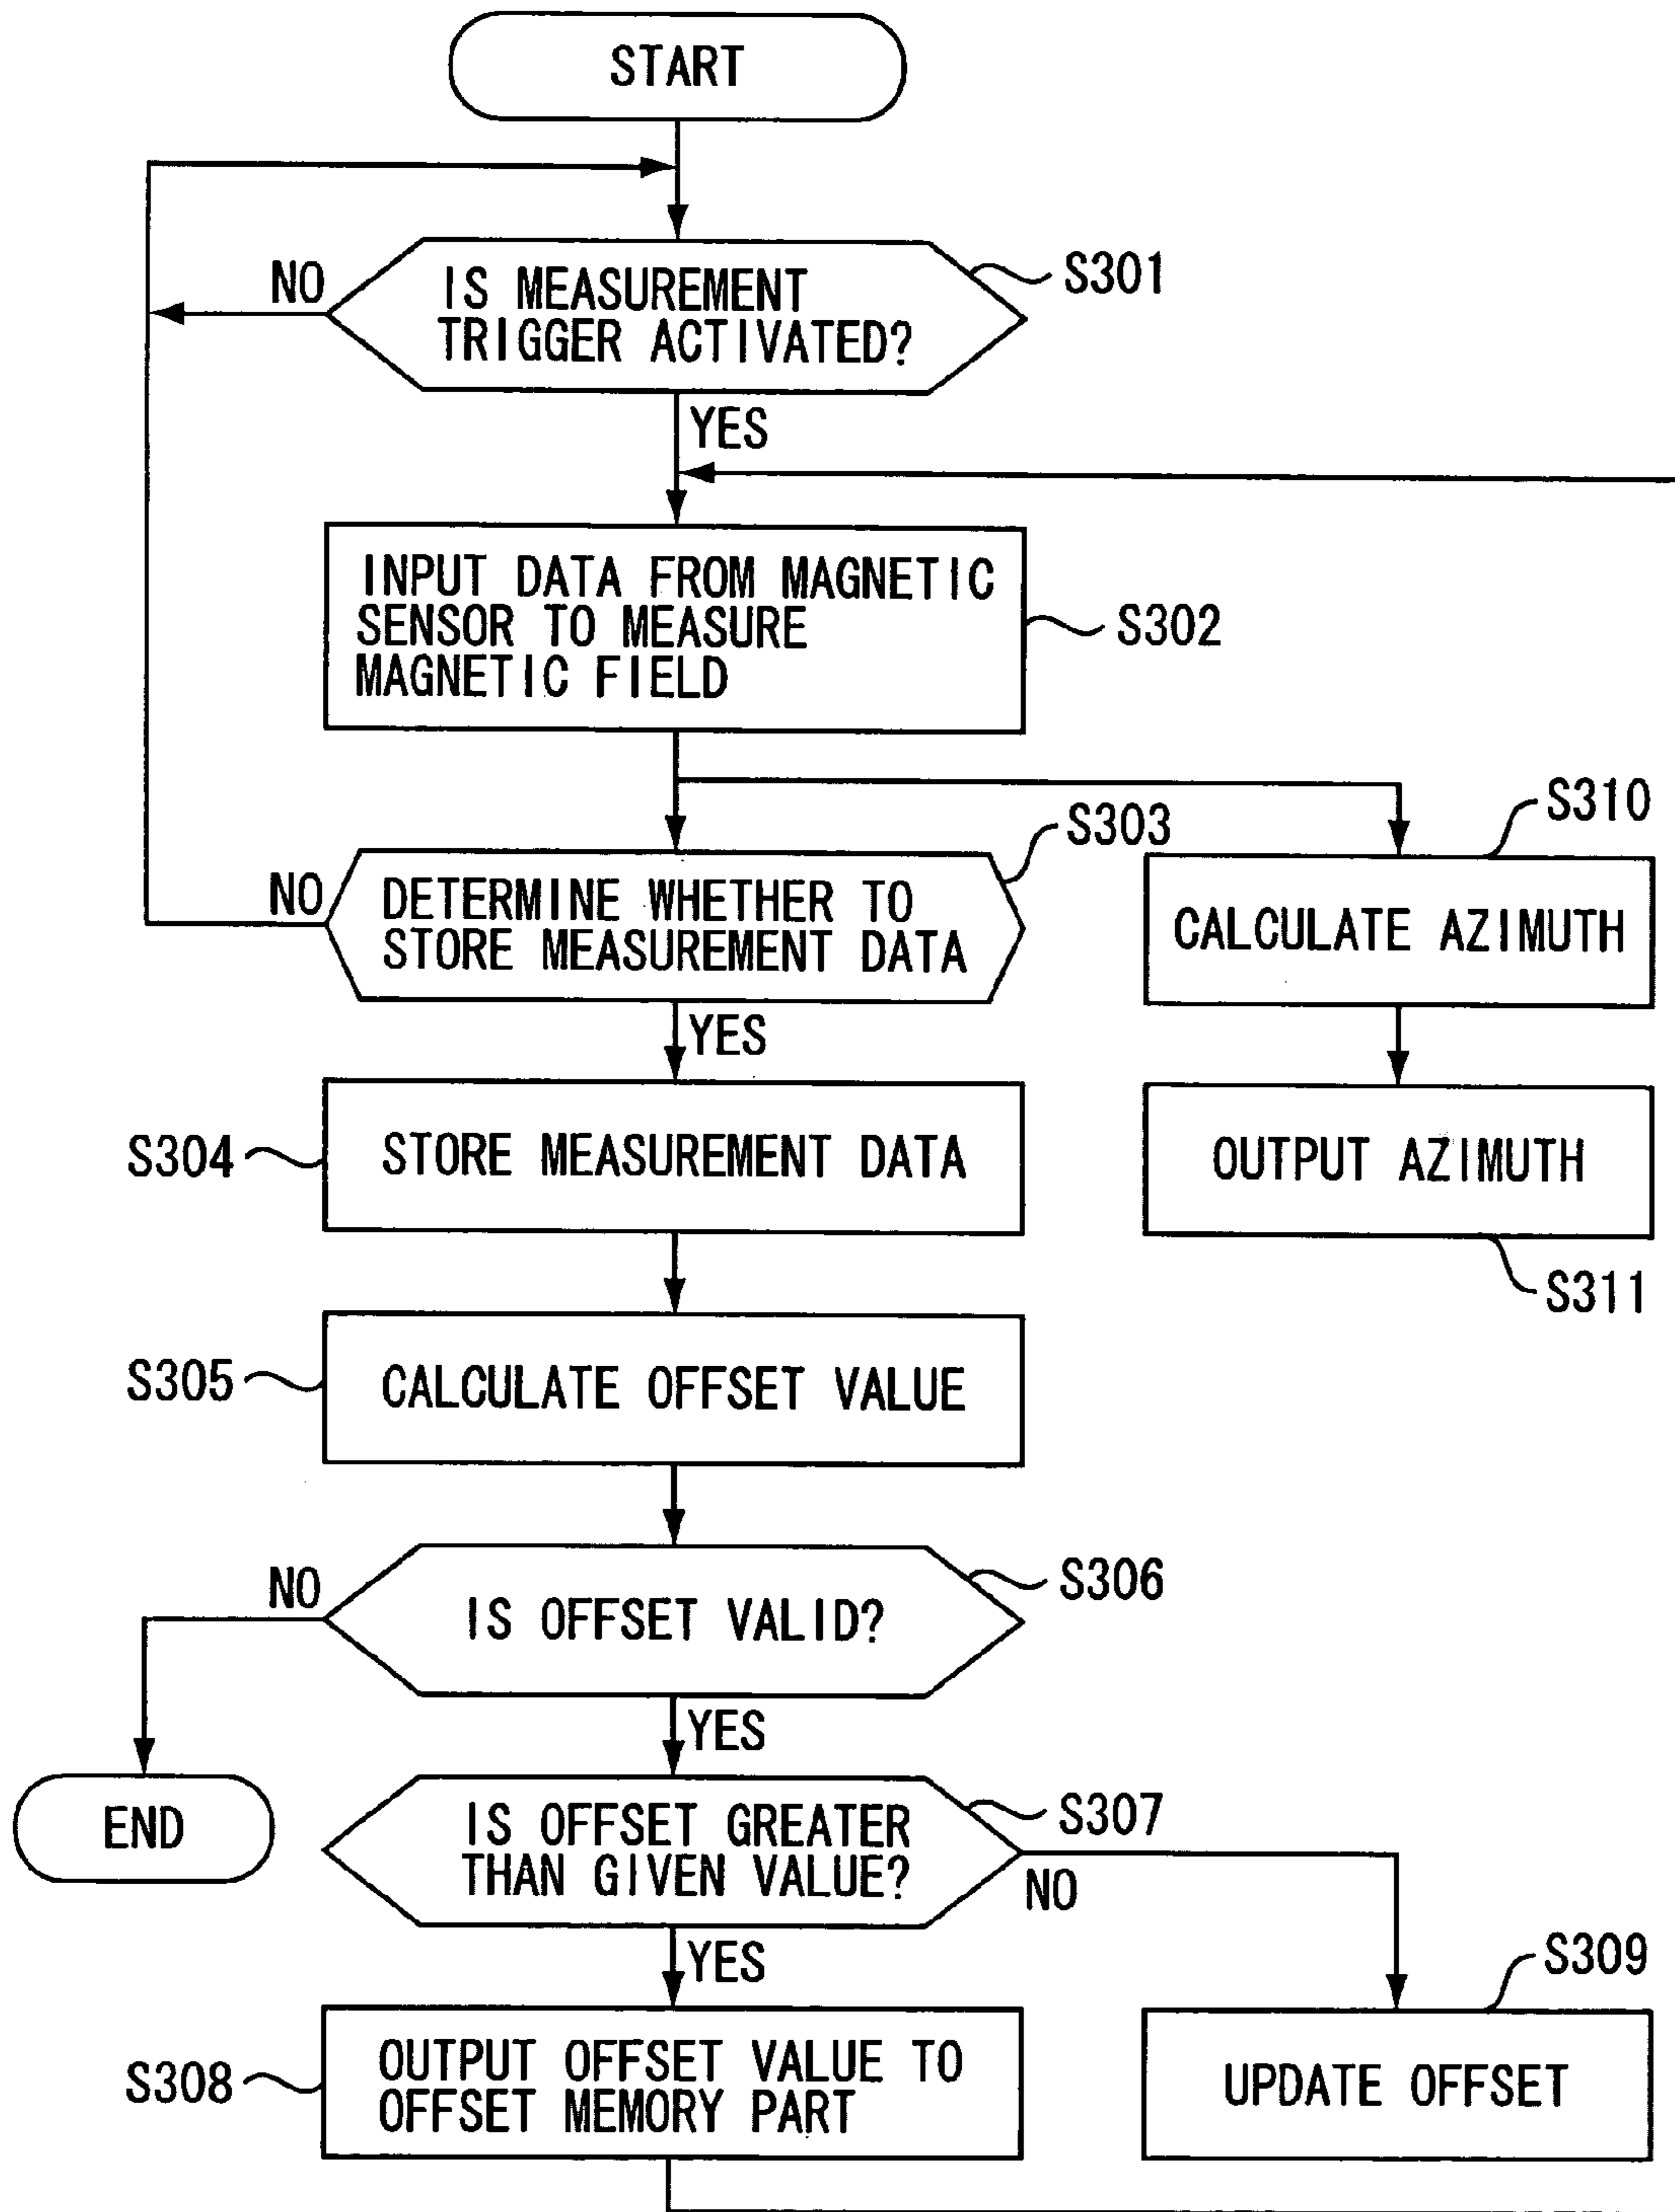 START
NO
IS MEASUREMENT
TRIGGER ACTIVATED?
S301
YES
INPUT DATA FROM MAGNETIC
SENSOR TO MEASURE
MAGNETIC FIELD
S302
S310
S303
NO
DETERMINE WHETHER TO
STORE MEASUREMENT DATA
CALCULATE AZIMUTH
YES
S304
STORE MEASUREMENT DATA
OUTPUT AZIMUTH
S311
S305
CALCULATE OFFSET VALUE
NO
IS OFFSET VALID?
S306
YES
END
IS OFFSET GREATER
THAN GIVEN VALUE?
S307
NO
YES
S309
S308
OUTPUT OFFSET VALUE TO
OFFSET MEMORY PART
UPDATE OFFSET